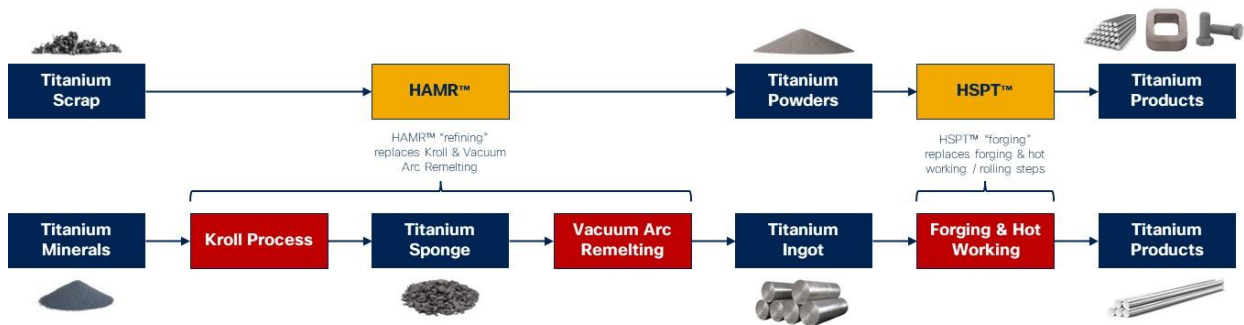 Titanium
Scrap
HAMR™
Titanium
Powders
HSPT™
Titanium
Products
HAMR™ “refining”
replaces Kroll & Vacuum
Arc Remelting
HSPT™ “forging”
replaces forging & hot
working / rolling steps
Titanium
Minerals
Kroll Process
Titanium
Sponge
Vacuum Arc
Remelting
Titanium
Ingot
Forging & Hot
Working
Titanium
Products